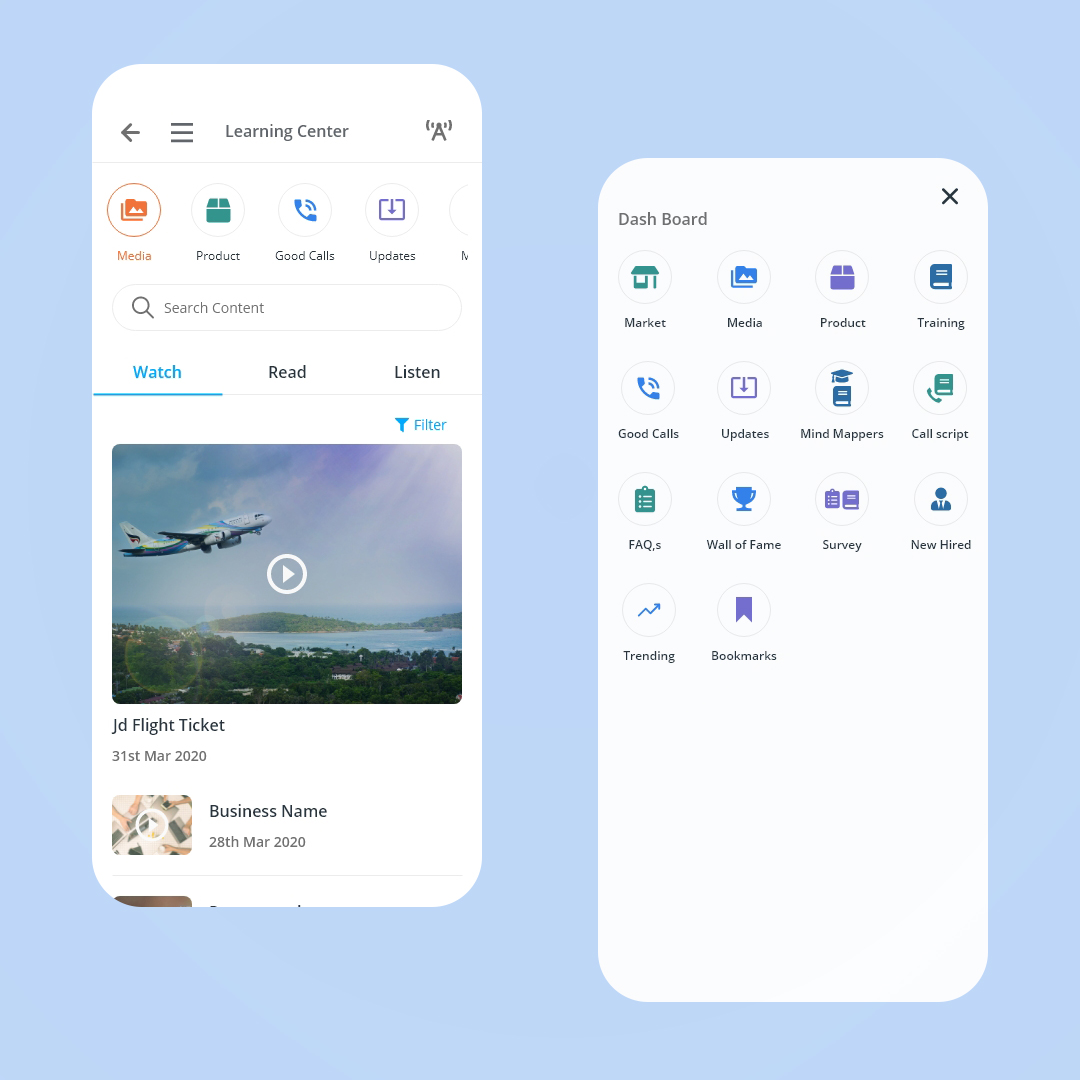 Learning Center
Media Product Good Calls Updates M
Search Content
Watch Read Listen
Filter
Jd Flight Ticket
31st Mar 2020
Business Name
28th Mar 2020
Dash Board
Market Media Product Training
Good Calls Updates Mind Mappers Call script
FAQ,s Wall of Fame Survey New Hired
Trending Bookmarks